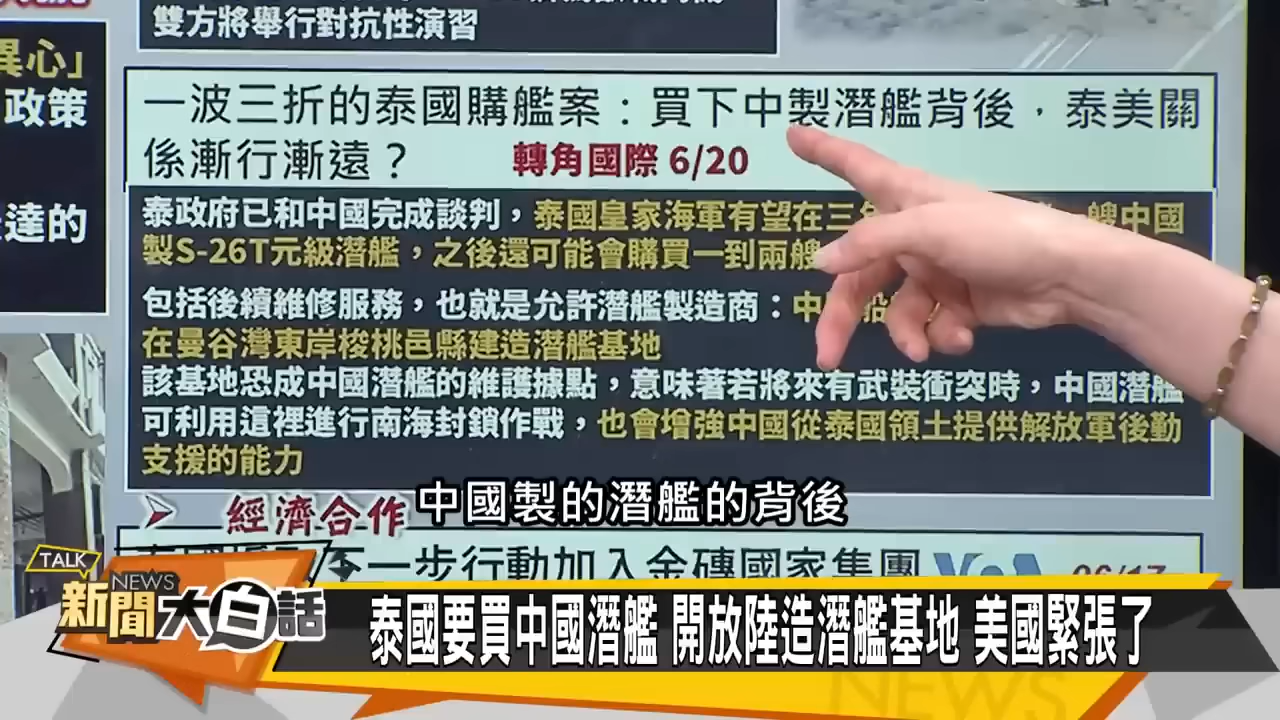 雙方將舉行對抗性演習
異心」
政策
達的
一波三折的泰國購艦案：買下中製潛艦背後，泰美關
係漸行漸遠？ 轉角國際 6/20
泰政府已和中國完成談判，泰國皇家海軍有望在三 艘中國
製S-26T元級潛艦，之後還可能會購買一到兩艘
包括後續維修服務，也就是允許潛艦製造商：中
在曼谷灣東岸梭桃邑縣建造潛艦基地
該基地恐成中國潛艦的維護據點，意味著若將來有武裝衝突時，中國潛艦
可利用這裡進行南海封鎖作戰，也會增強中國從泰國領土提供解放軍後勤
支援的能力
經濟合作
中國製的潛艦的背後
下一步行動加入金磚國家集團 VOA 06/17
TALK
NEWS
新聞大白話
泰國要買中國潛艦 開放陸造潛艦基地 美國緊張了
NEWS